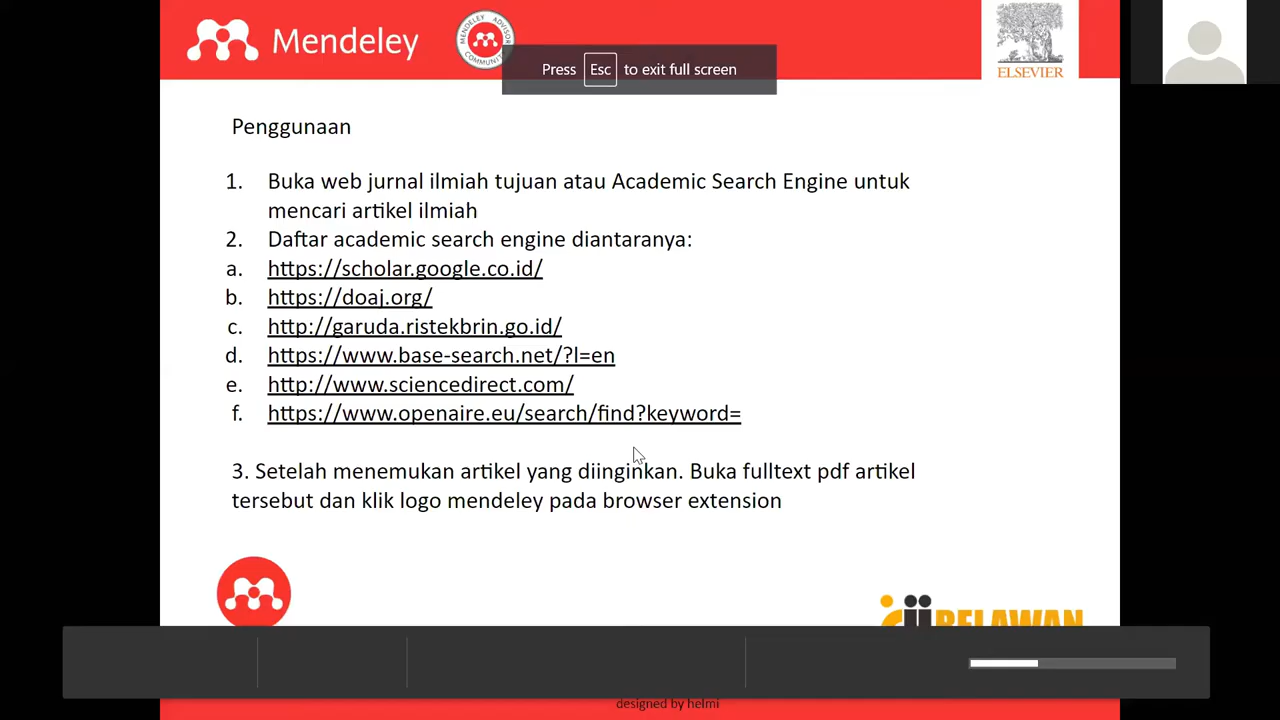 Mendeley
MENDELEY ADVISOR COMMUNITY
Press Esc to exit full screen
ELSEVIER
Penggunaan
1. Buka web jurnal ilmiah tujuan atau Academic Search Engine untuk
mencari artikel ilmiah
2. Daftar academic search engine diantaranya:
a. https://scholar.google.co.id/
b. https://doaj.org/
c. http://garuda.ristekbrin.go.id/
d. https://www.base-search.net/?l=en
e. http://www.sciencedirect.com/
f. https://www.openaire.eu/search/find?keyword=
3. Setelah menemukan artikel yang diinginkan. Buka fulltext pdf artikel
tersebut dan klik logo mendeley pada browser extension
RELAWAN
designed by helmi